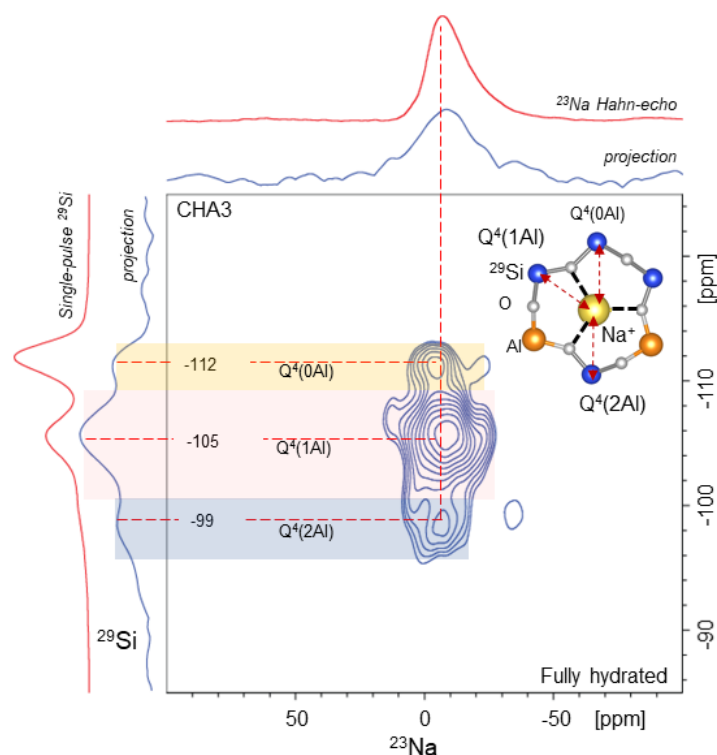 ²³Na Hahn-echo
projection
Single-pulse ²⁹Si
projection
CHA3
Q⁴(0Al)
Q⁴(1Al)
²⁹Si
O
Na⁺
Al
Q⁴(2Al)
[ppm]
-112
Q⁴(0Al)
-110
-105
Q⁴(1Al)
-100
-99
Q⁴(2Al)
-90
²⁹Si
Fully hydrated
50
0
-50
[ppm]
²³Na